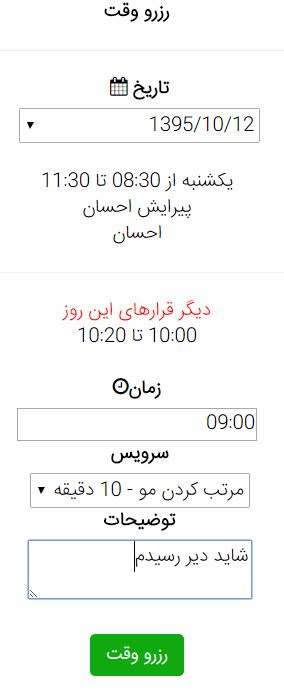 رزرو وقت
تاریخ
1395/10/12
یکشنبه از 08:30 تا 11:30
پیرایش احسان
احسان
دیگر قرارهای این روز
10:00 تا 10:20
زمان
09:00
سرویس
مرتب کردن مو - 10 دقیقه
توضیحات
شاید دیر رسیدم
رزرو وقت